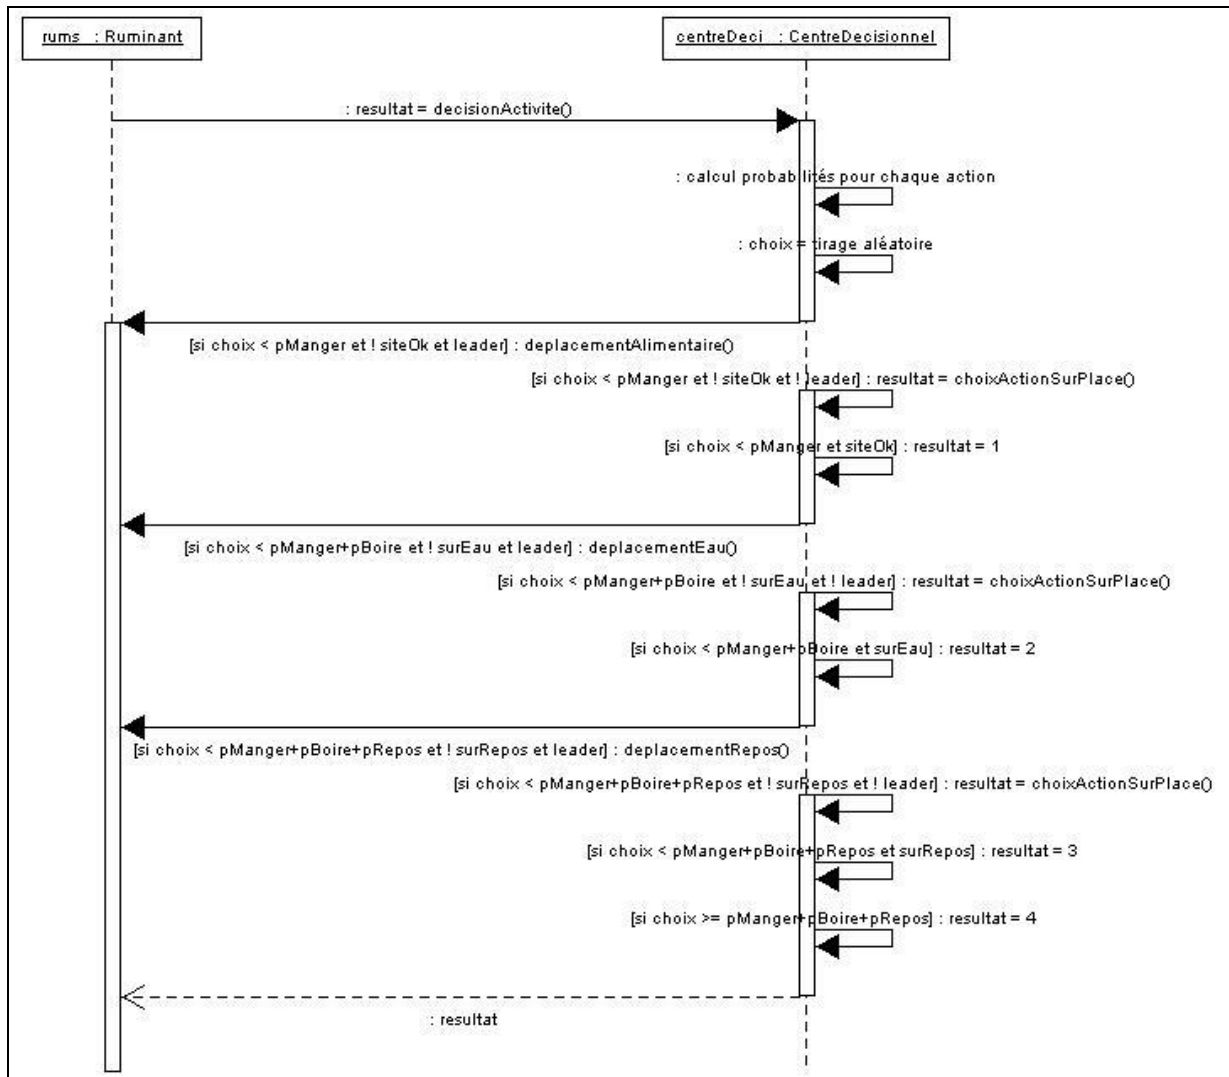 rums : Ruminant
centreDeci : CentreDecisionnel
: resultat = decisionActivite()
: calcul probabilités pour chaque action
: choix = tirage aléatoire
[si choix < pManger et ! siteOk et leader] : deplacementAlimentaire()
[si choix < pManger et ! siteOk et ! leader] : resultat = choixActionSurPlace()
[si choix < pManger et siteOk] : resultat = 1
[si choix < pManger+pBoire et ! surEau et leader] : deplacementEau()
[si choix < pManger+pBoire et ! surEau et ! leader] : resultat = choixActionSurPlace()
[si choix < pManger+pBoire et surEau] : resultat = 2
[si choix < pManger+pBoire+pRepos et ! surRepos et leader] : deplacementRepos()
[si choix < pManger+pBoire+pRepos et ! surRepos et ! leader] : resultat = choixActionSurPlace()
[si choix < pManger+pBoire+pRepos et surRepos] : resultat = 3
[si choix >= pManger+pBoire+pRepos] : resultat = 4
: resultat